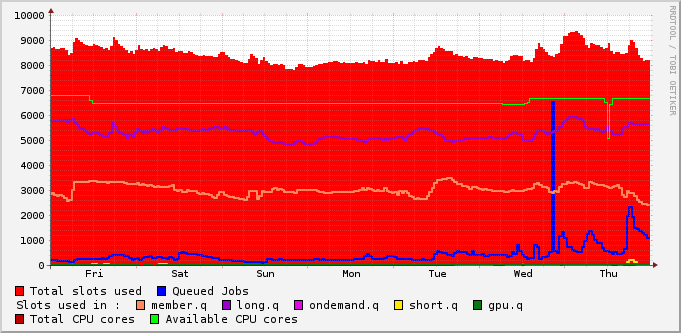 10000
9000
8000
7000
6000
5000
4000
3000
2000
1000
0
Fri Sat Sun Mon Tue Wed Thu
RRDTOOL / TOBI OETIKER
Total slots used Queued Jobs
Slots used in : member.q long.q ondemand.q short.q gpu.q
Total CPU cores Available CPU cores